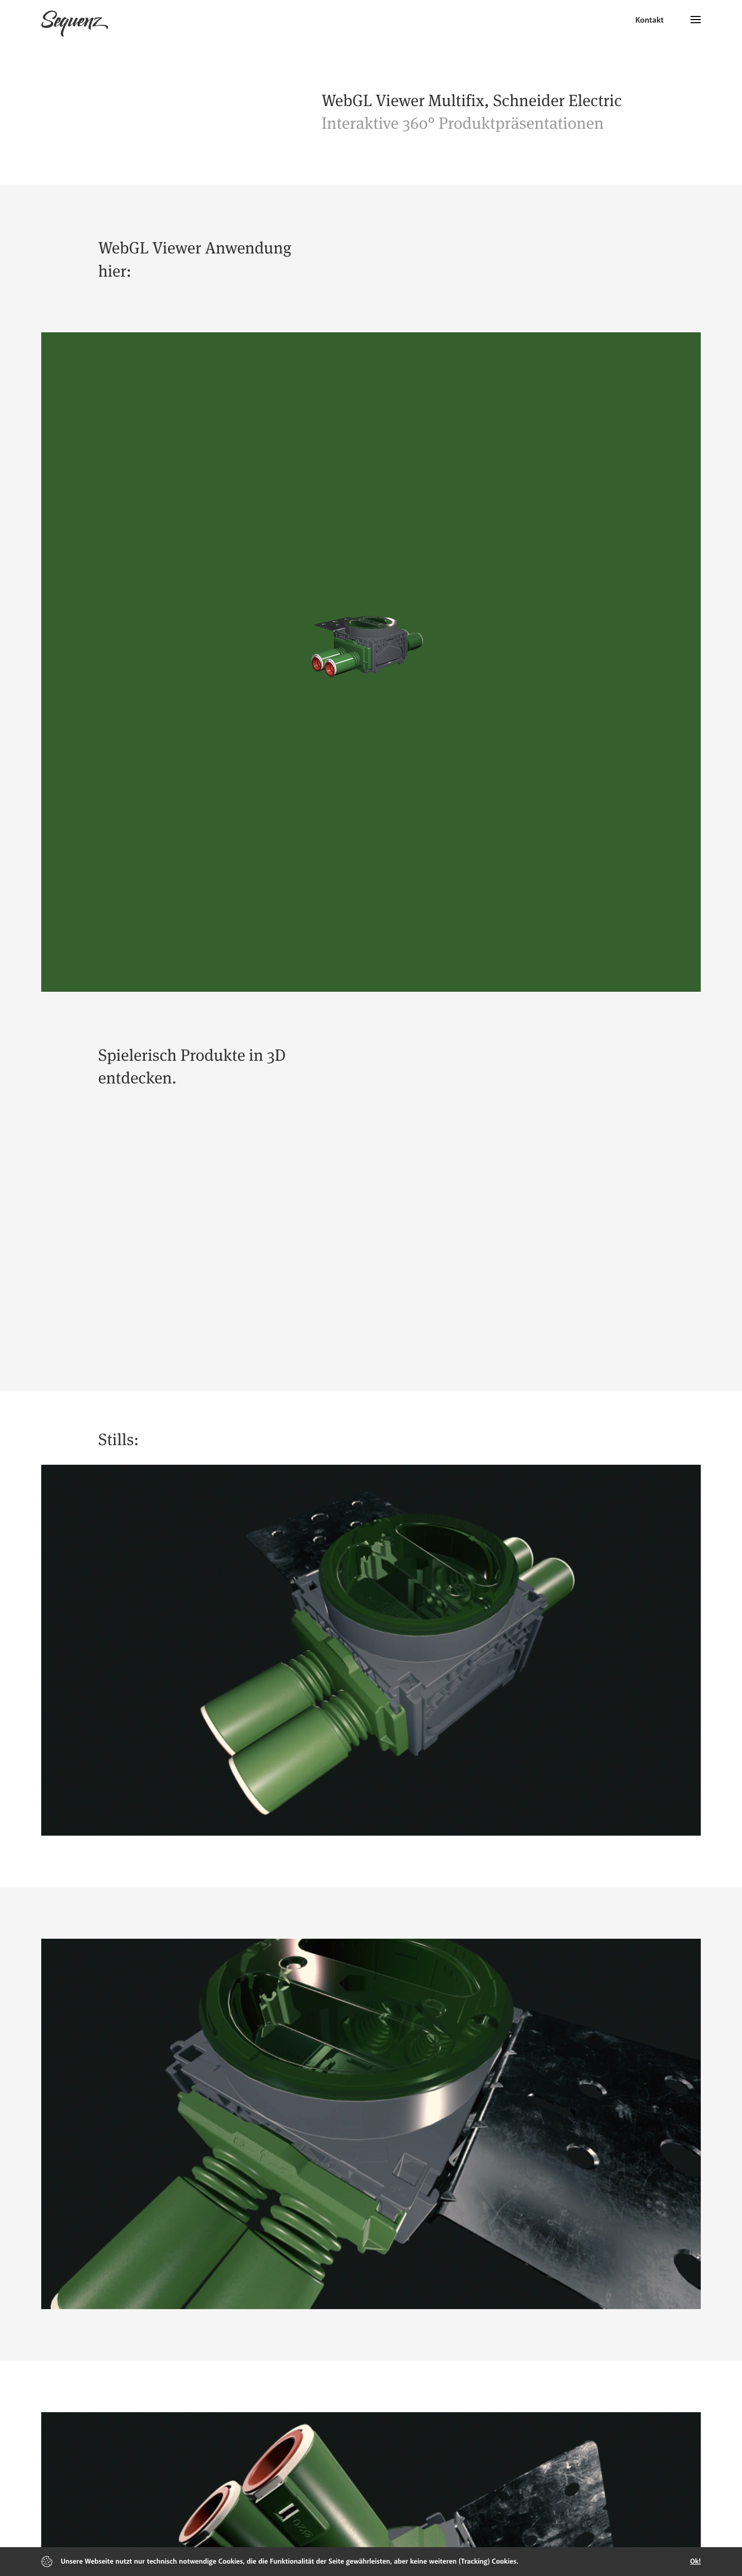 Sequenz
Kontakt
WebGL Viewer Multifix, Schneider Electric
Interaktive 360° Produktpräsentationen
WebGL Viewer Anwendung
hier:
Spielerisch Produkte in 3D
entdecken.
Stills:
Unsere Webseite nutzt nur technisch notwendige Cookies, die die Funktionalität der Seite gewährleisten, aber keine weiteren (Tracking) Cookies.
Ok!